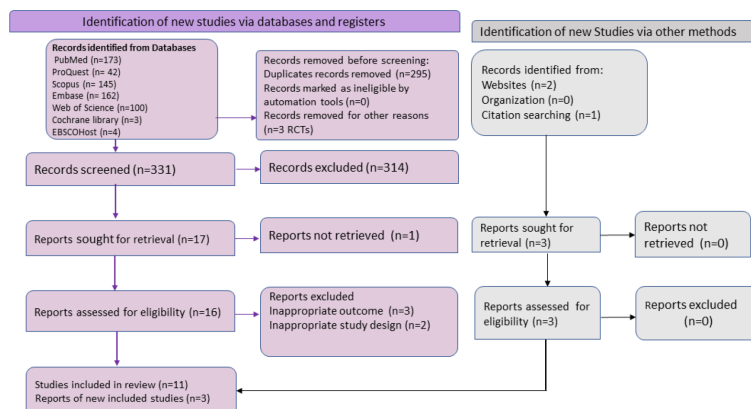 Identification of new studies via databases and registers
Records identified from Databases
PubMed (n=173)
ProQuest (n= 42)
Scopus (n= 145)
Embase (n= 162)
Web of Science (n=100)
Cochrane library (n=3)
EBSCOHost (n=4)
Records removed before screening:
Duplicates records removed (n=295)
Records marked as ineligible by
automation tools (n=0)
Records removed for other reasons
(n=3 RCTs)
Records screened (n=331)
Records excluded (n=314)
Reports sought for retrieval (n=17)
Reports not retrieved (n=1)
Reports assessed for eligibility (n=16)
Reports excluded
Inappropriate outcome (n=3)
Inappropriate study design (n=2)
Studies included in review (n=11)
Reports of new included studies (n=3)
Identification of new Studies via other methods
Records identified from:
Websites (n=2)
Organization (n=0)
Citation searching (n=1)
Reports sought for
retrieval (n=3)
Reports not
retrieved (n=0)
Reports assessed for
eligibility (n=3)
Reports excluded
(n=0)